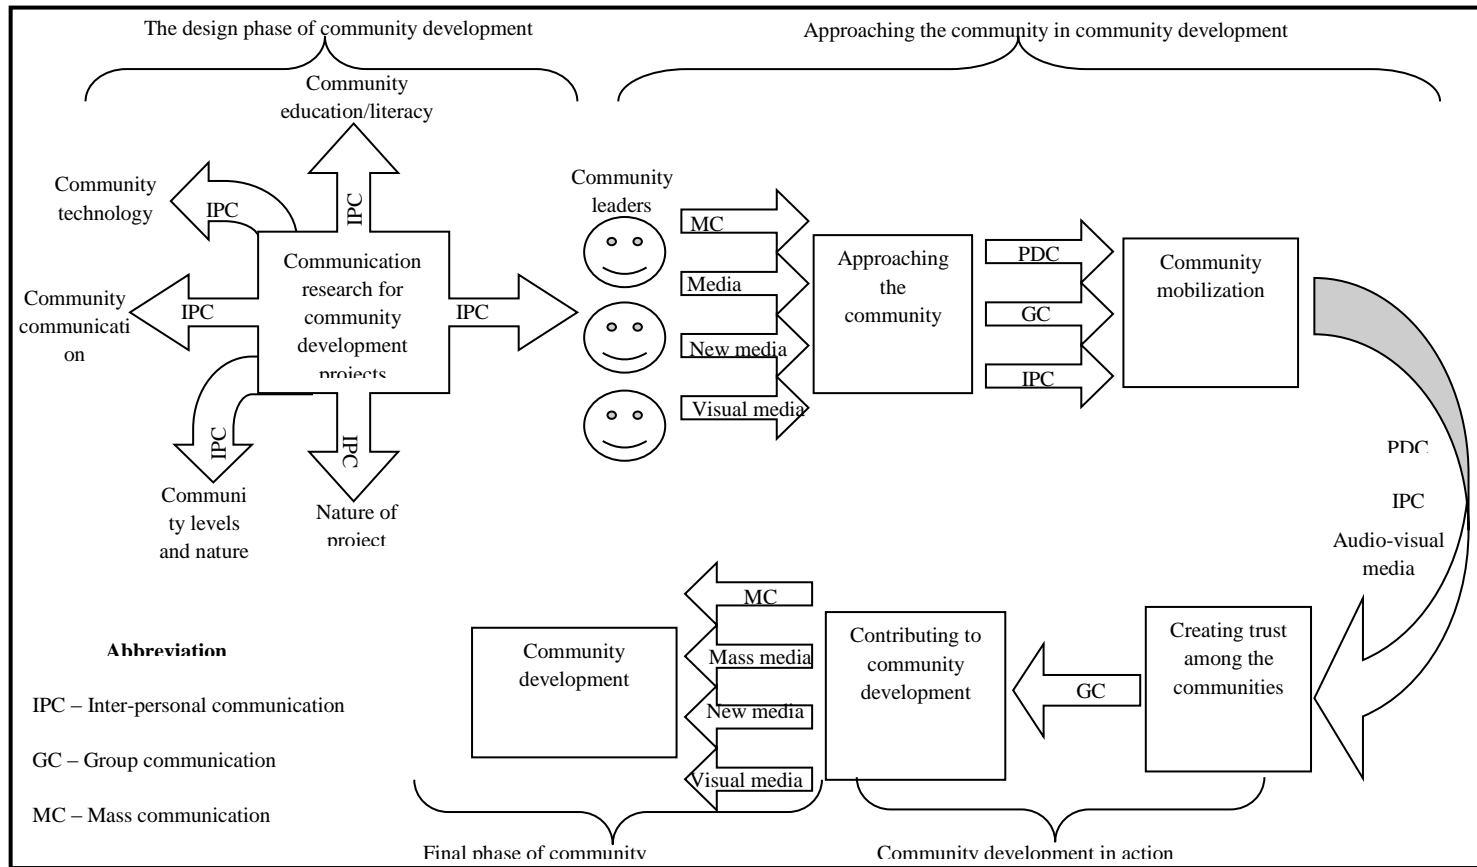 The design phase of community development
Approaching the community in community development
Community
education/literacy
Community
technology
IPC
IPC
Community
communicati
on
IPC
Communication
research for
community
development
projects
IPC
IPC
Communi
ty levels
and nature
IPC
Nature of
project
Community
leaders
MC
Media
New media
Visual media
Approaching
the
community
PDC
GC
IPC
Community
mobilization
PDC
IPC
Audio-visual
media
Creating trust
among the
communities
GC
Contributing to
community
development
MC
Mass media
New media
Visual media
Community
development
Abbreviation
IPC – Inter-personal communication
GC – Group communication
MC – Mass communication
Final phase of community
Community development in action